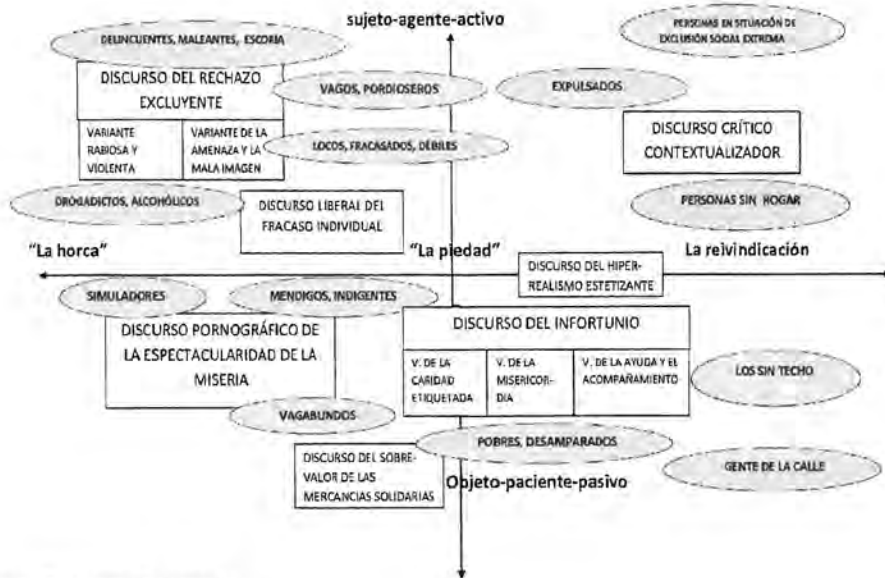 sujeto-agente-activo
PERSONAS EN SITUACIÓN DE
EXCLUSIÓN SOCIAL EXTREMA
DELINCUENTES, MALEANTES, ESCORIA
DISCURSO DEL RECHAZO
EXCLUYENTE
VARIANTE
RABIOSA Y
VIOLENTA
VARIANTE DE LA
AMENAZA Y LA
MALA IMAGEN
VAGOS, PORDIOSEROS
EXPULSADOS
LOCOS, FRACASADOS, DÉBILES
DISCURSO CRÍTICO
CONTEXTUALIZADOR
DROGADICTOS, ALCOHÓLICOS
DISCURSO LIBERAL DEL
FRACASO INDIVIDUAL
PERSONAS SIN HOGAR
"La horca"
"La piedad"
La reivindicación
DISCURSO DEL HIPER-
REALISMO ESTETIZANTE
SIMULADORES
MENDIGOS, INDIGENTES
DISCURSO PORNOGRÁFICO DE
LA ESPECTACULARIDAD DE LA
MISERIA
DISCURSO DEL INFORTUNIO
V. DE LA
CARIDAD
ETIQUETADA
V. DE LA
MISERICOR-
DIA
V. DE LA AYUDA Y EL
ACOMPAÑAMIENTO
LOS SIN TECHO
VAGABUNDOS
POBRES, DESAMPARADOS
DISCURSO DEL SOBRE-
VALOR DE LAS
MERCANCIAS SOLIDARIAS
GENTE DE LA CALLE
Objeto-paciente-pasivo